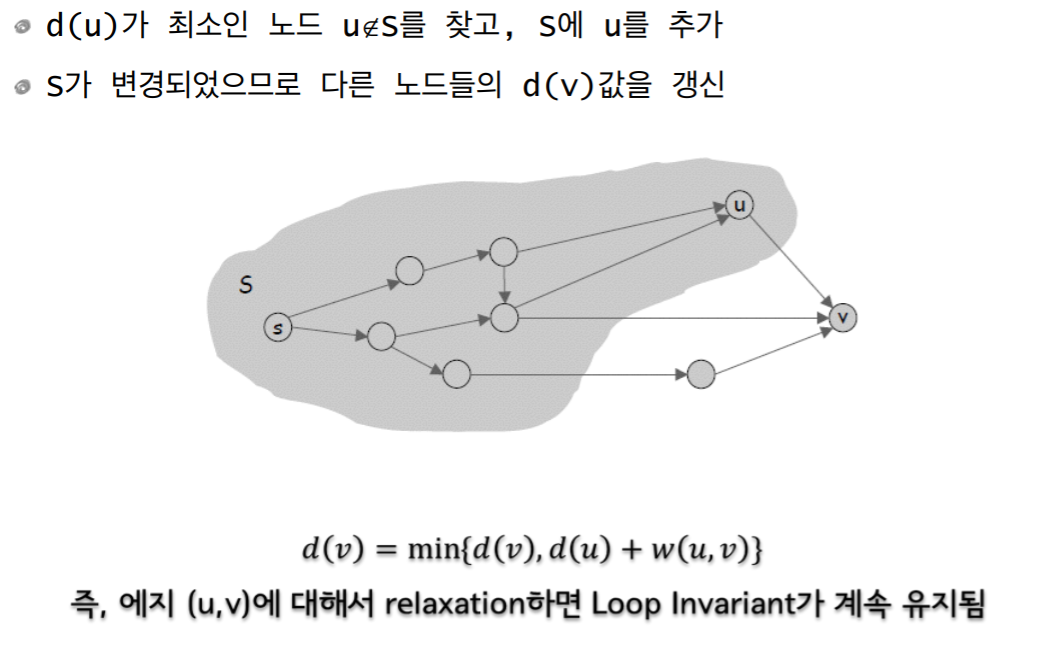 d(u)가 최소인 노드 u∉S를 찾고, S에 u를 추가
S가 변경되었으므로 다른 노드들의 d(v)값을 갱신
u
S
s
v
d(v) = min{d(v), d(u) + w(u, v)}
즉, 에지 (u,v)에 대해서 relaxation하면 Loop Invariant가 계속 유지됨